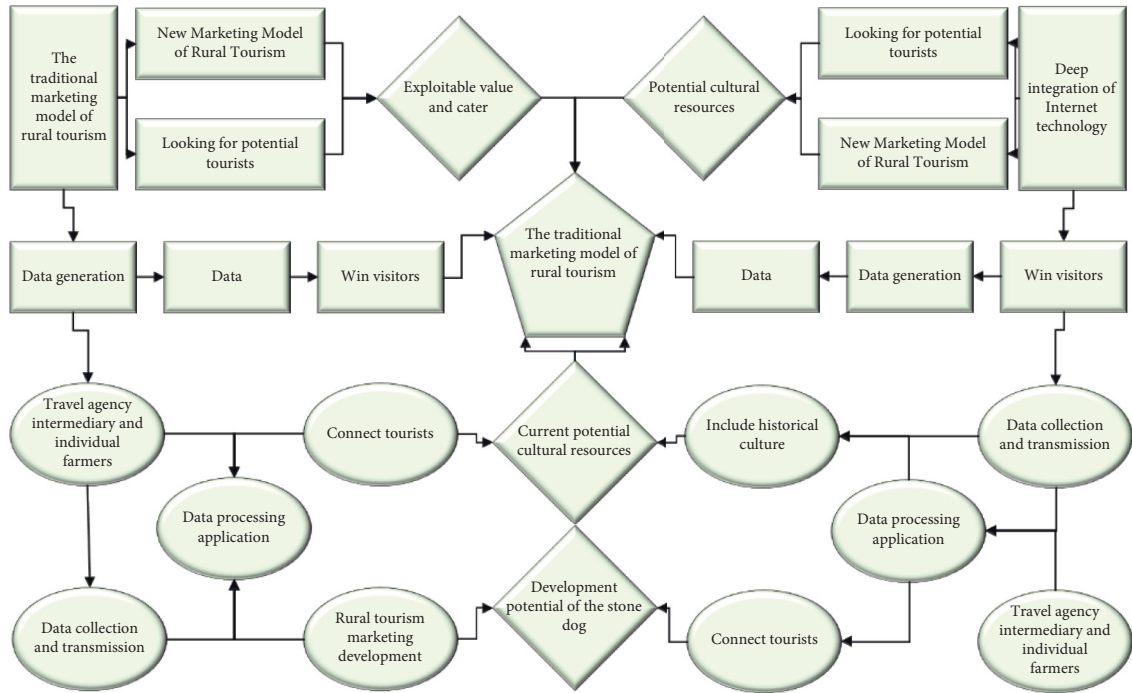 The
traditional
marketing
model of
rural tourism
New Marketing Model
of Rural Tourism
Looking for potential
tourists
Exploitable value
and cater
Potential cultural
resources
Looking for potential
tourists
New Marketing Model
of Rural Tourism
Deep
integration of
Internet
technology
Data generation
Data
Win visitors
The traditional
marketing model of
rural tourism
Data
Data generation
Win visitors
Travel agency
intermediary and
individual
farmers
Connect tourists
Current potential
cultural resources
Include historical
culture
Data collection
and transmission
Data processing
application
Data processing
application
Data collection
and transmission
Rural tourism
marketing
development
Development
potential of the stone
dog
Connect tourists
Travel agency
intermediary and
individual
farmers